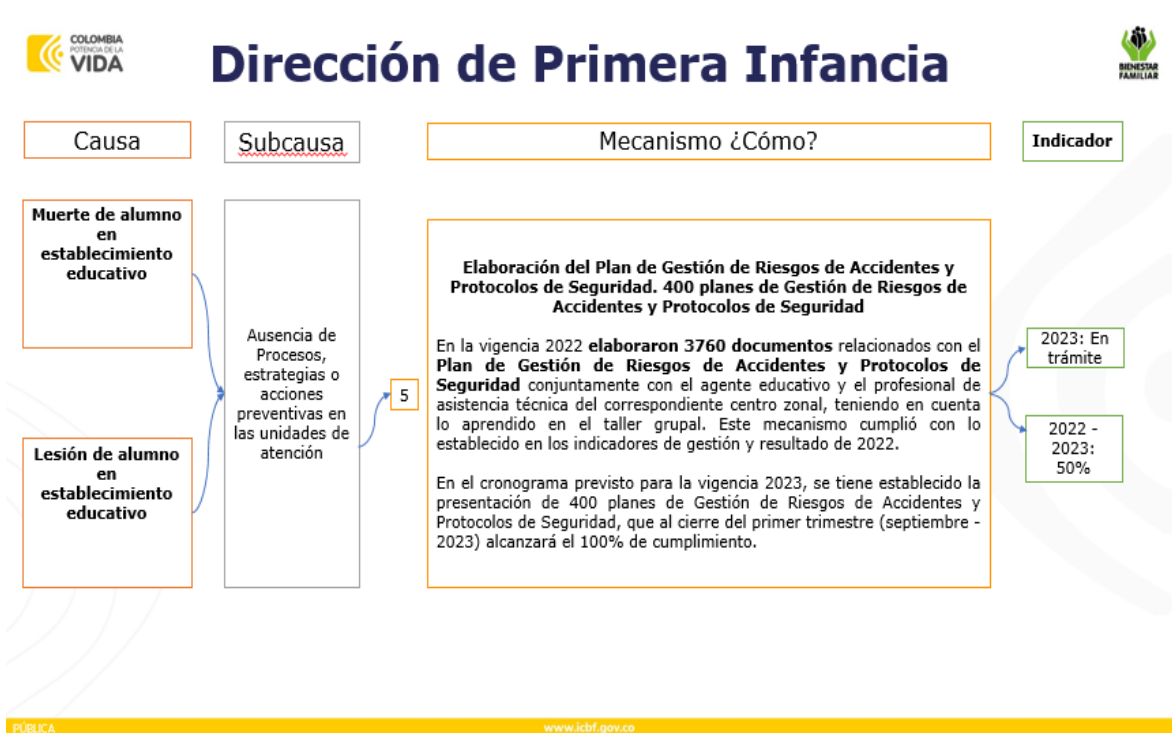 COLOMBIA
POTENCIA DE LA
VIDA
Dirección de Primera Infancia
BIENESTAR
FAMILIAR
Causa
Subcausa
Mecanismo ¿Cómo?
Indicador
Muerte de alumno
en
establecimiento
educativo
Lesión de alumno
en
establecimiento
educativo
Ausencia de
Procesos,
estrategias o
acciones
preventivas en
las unidades de
atención
5
Elaboración del Plan de Gestión de Riesgos de Accidentes y
Protocolos de Seguridad. 400 planes de Gestión de Riesgos de
Accidentes y Protocolos de Seguridad
En la vigencia 2022 elaboraron 3760 documentos relacionados con el
Plan de Gestión de Riesgos de Accidentes y Protocolos de
Seguridad conjuntamente con el agente educativo y el profesional de
asistencia técnica del correspondiente centro zonal, teniendo en cuenta
lo aprendido en el taller grupal. Este mecanismo cumplió con lo
establecido en los indicadores de gestión y resultado de 2022.
En el cronograma previsto para la vigencia 2023, se tiene establecido la
presentación de 400 planes de Gestión de Riesgos de Accidentes y
Protocolos de Seguridad, que al cierre del primer trimestre (septiembre -
2023) alcanzará el 100% de cumplimiento.
2023: En
trámite
2022 -
2023:
50%
PÚBLICA
www.icbf.gov.co